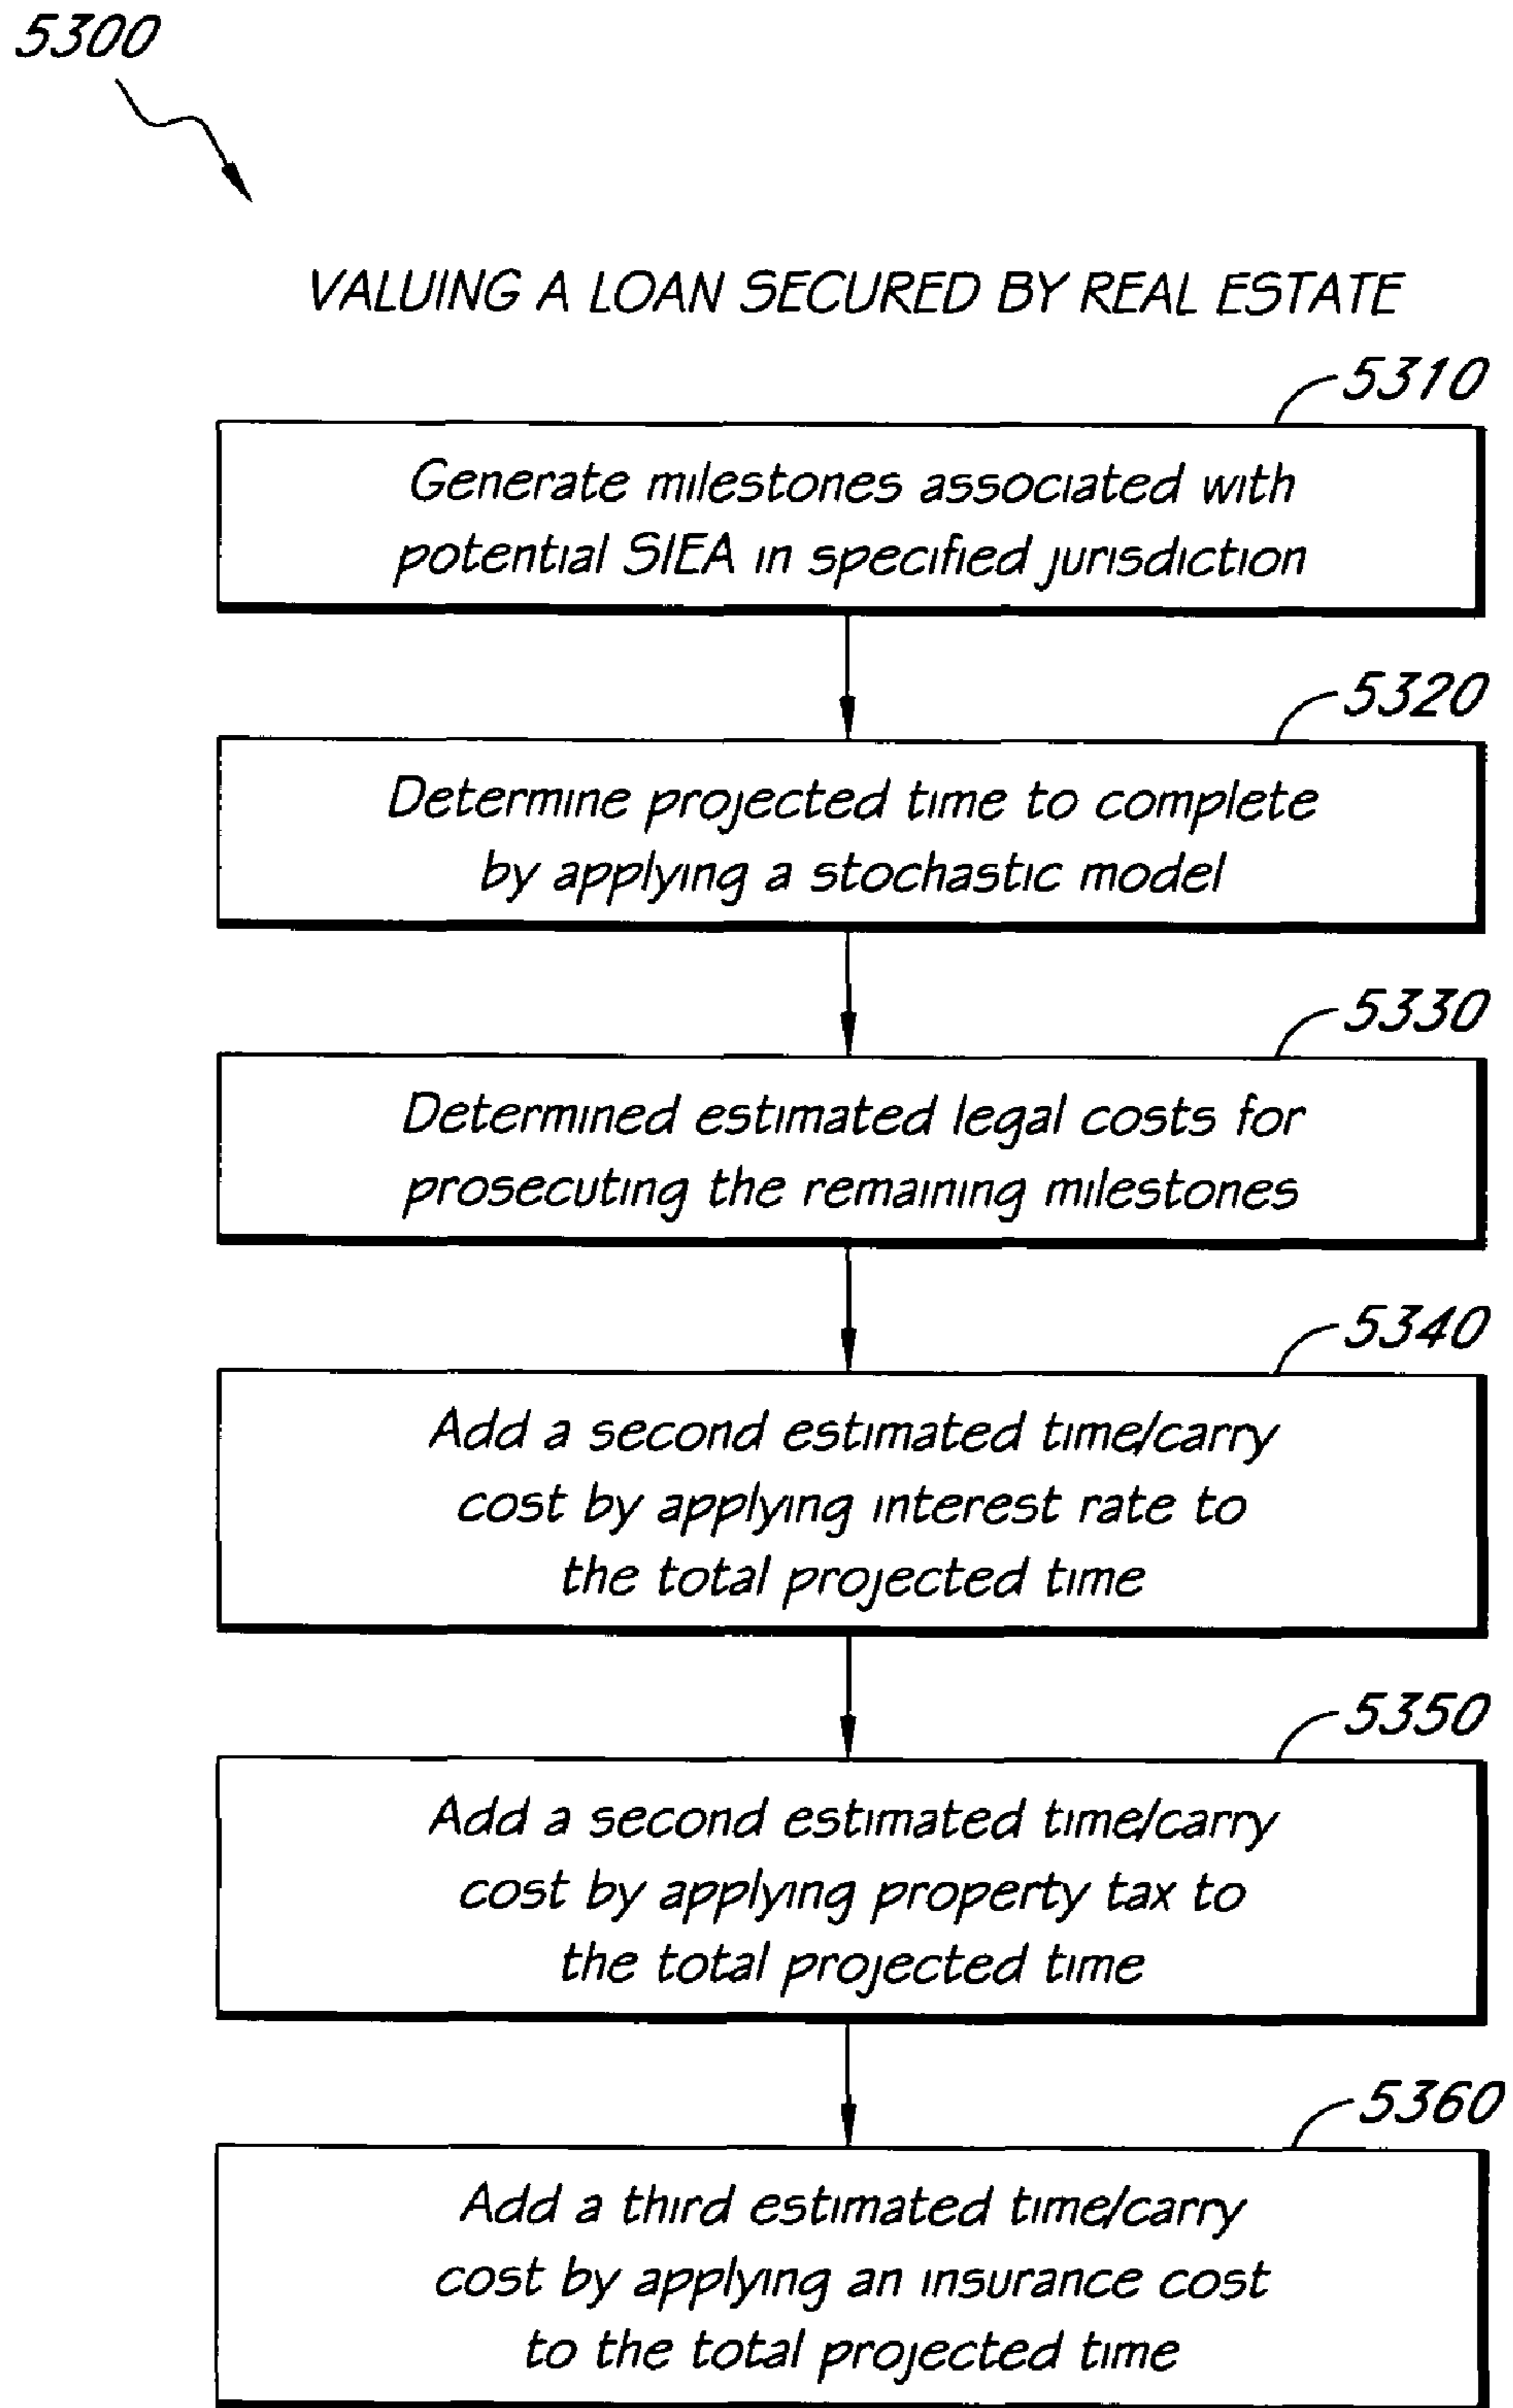 5300
VALUING A LOAN SECURED BY REAL ESTATE
5310
Generate milestones associated with
potential SIEA in specified jurisdiction
5320
Determine projected time to complete
by applying a stochastic model
5330
Determined estimated legal costs for
prosecuting the remaining milestones
5340
Add a second estimated time/carry
cost by applying interest rate to
the total projected time
5350
Add a second estimated time/carry
cost by applying property tax to
the total projected time
5360
Add a third estimated time/carry
cost by applying an insurance cost
to the total projected time